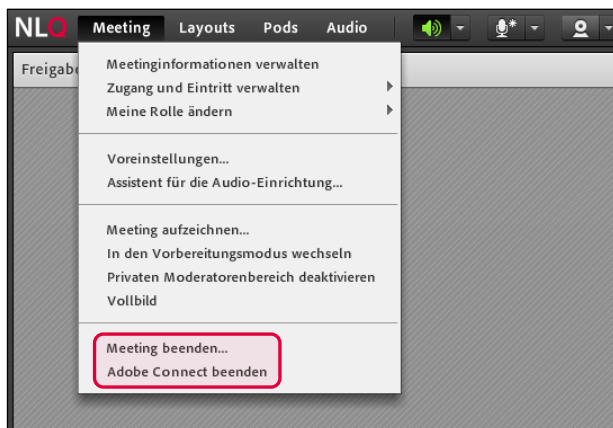 NLQ Meeting Layouts Pods Audio
Freigabe
Meetinginformationen verwalten
Zugang und Eintritt verwalten
Meine Rolle ändern
Voreinstellungen...
Assistent für die Audio-Einrichtung...
Meeting aufzeichnen...
In den Vorbereitungsmodus wechseln
Privaten Moderatorenbereich deaktivieren
Vollbild
Meeting beenden...
Adobe Connect beenden